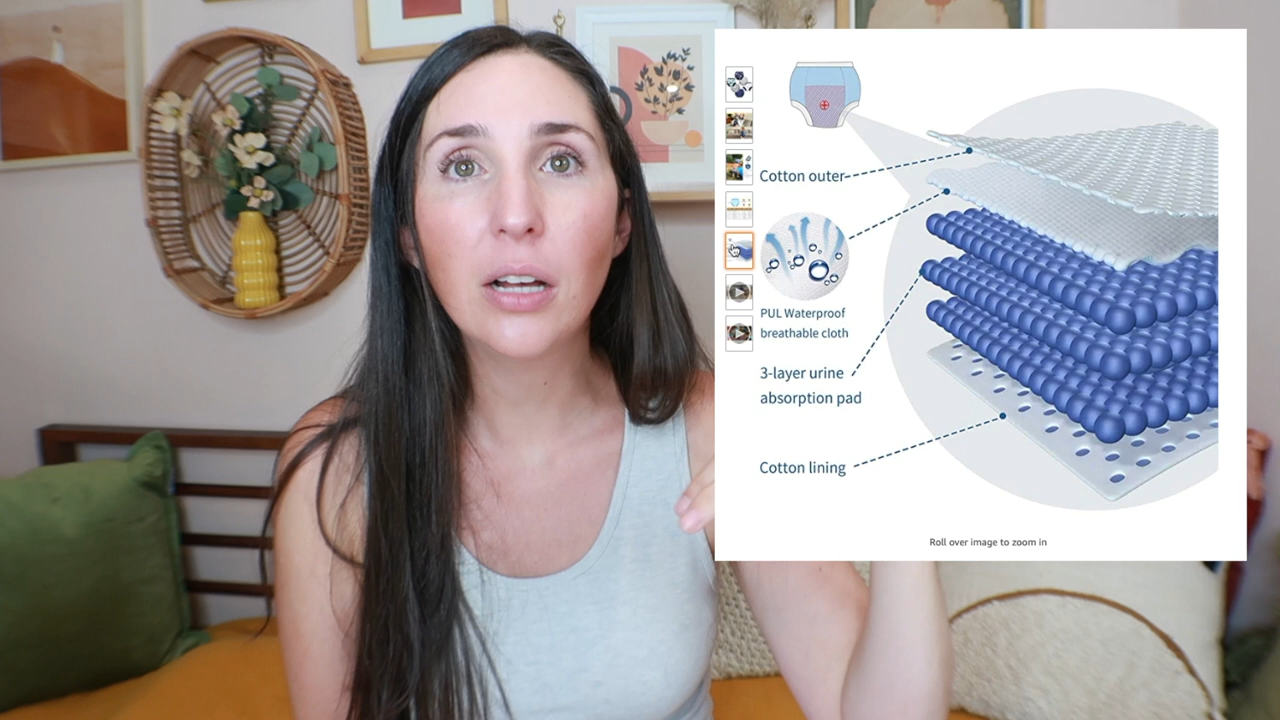 Cotton outer
PUL Waterproof
breathable cloth
3-layer urine
absorption pad
Cotton lining
Roll over image to zoom in